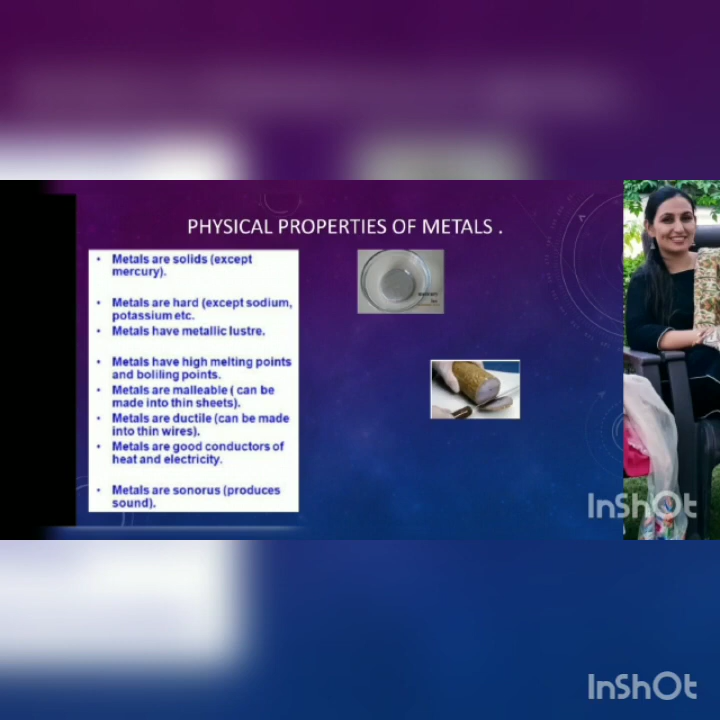 PHYSICAL PROPERTIES OF METALS .
• Metals are solids (except
mercury).
• Metals are hard (except sodium,
potassium etc.
• Metals have metallic lustre.
• Metals have high melting points
and boliling points.
• Metals are malleable ( can be
made into thin sheets).
• Metals are ductile (can be made
into thin wires).
• Metals are good conductors of
heat and electricity.
• Metals are sonorus (produces
sound).
mercury
InShOt
InShOt